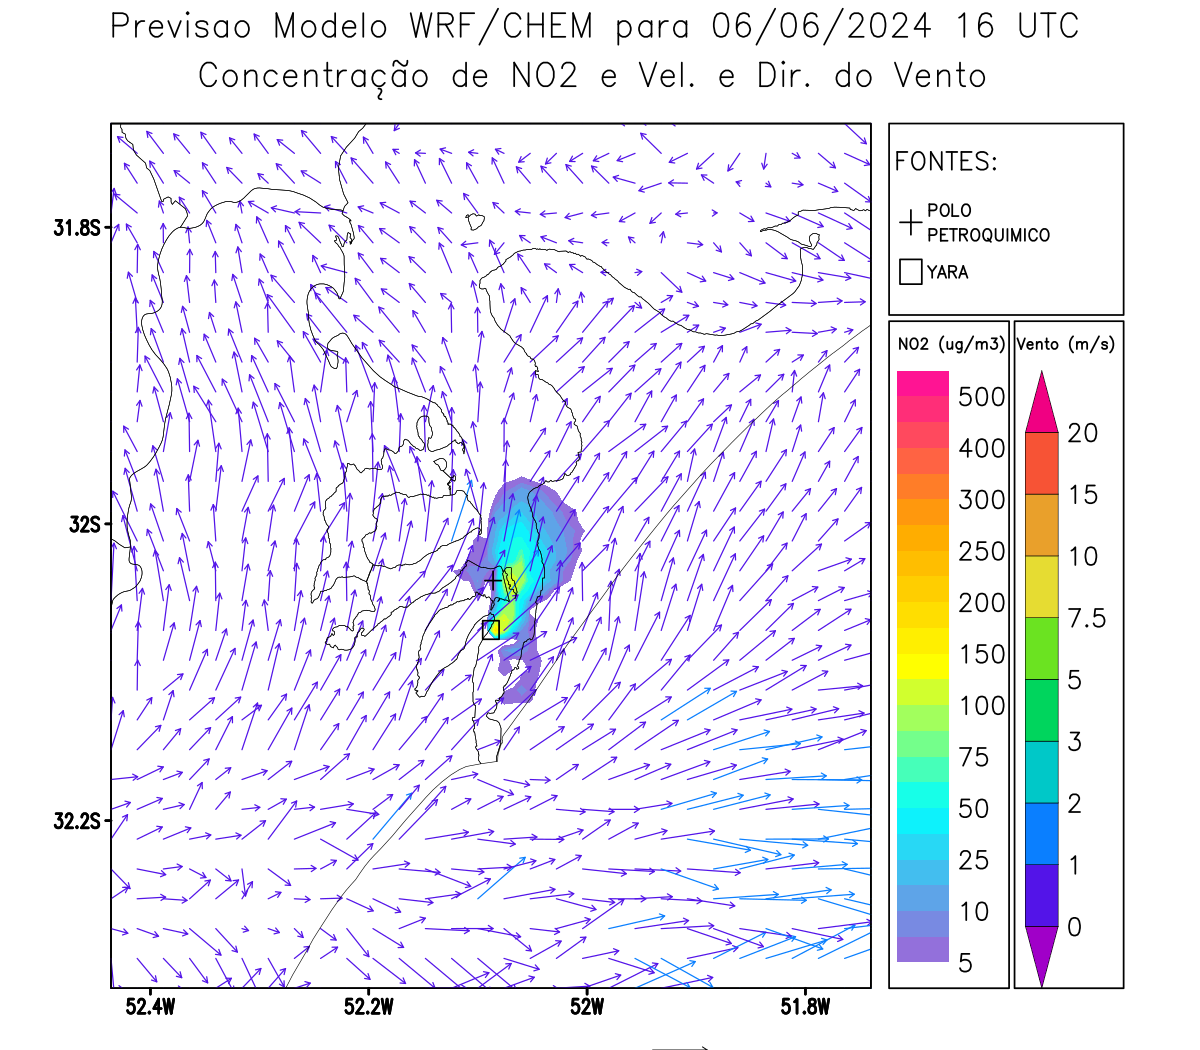 Previsao Modelo WRF/CHEM para 06/06/2024 16 UTC
Concentração de NO2 e Vel. e Dir. do Vento
FONTES:
POLO
PETROQUIMICO
YARA
NO2 (ug/m3)
500
400
300
250
200
150
100
75
50
25
10
5
Vento (m/s)
20
15
10
7.5
5
3
2
1
0
31.8S
32S
32.2S
52.4W
52.2W
52W
51.8W